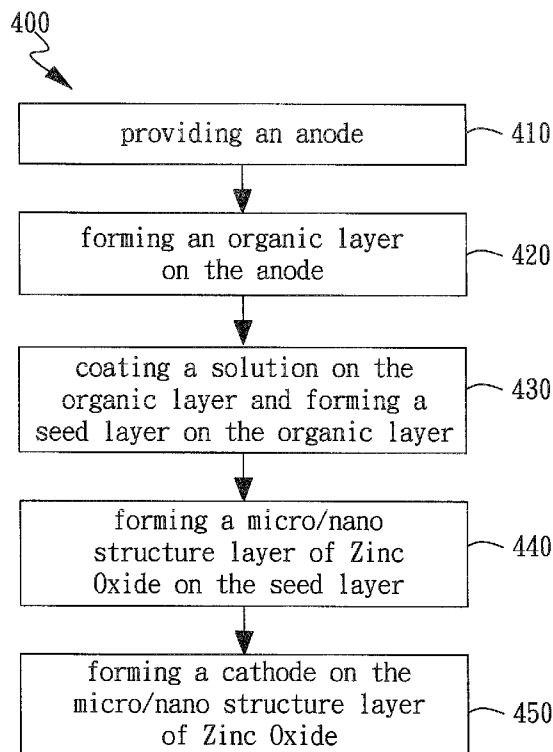 400
providing an anode
410
forming an organic layer
on the anode
420
coating a solution on the
organic layer and forming a
seed layer on the organic layer
430
forming a micro/nano
structure layer of Zinc
Oxide on the seed layer
440
forming a cathode on the
micro/nano structure layer
of Zinc Oxide
450